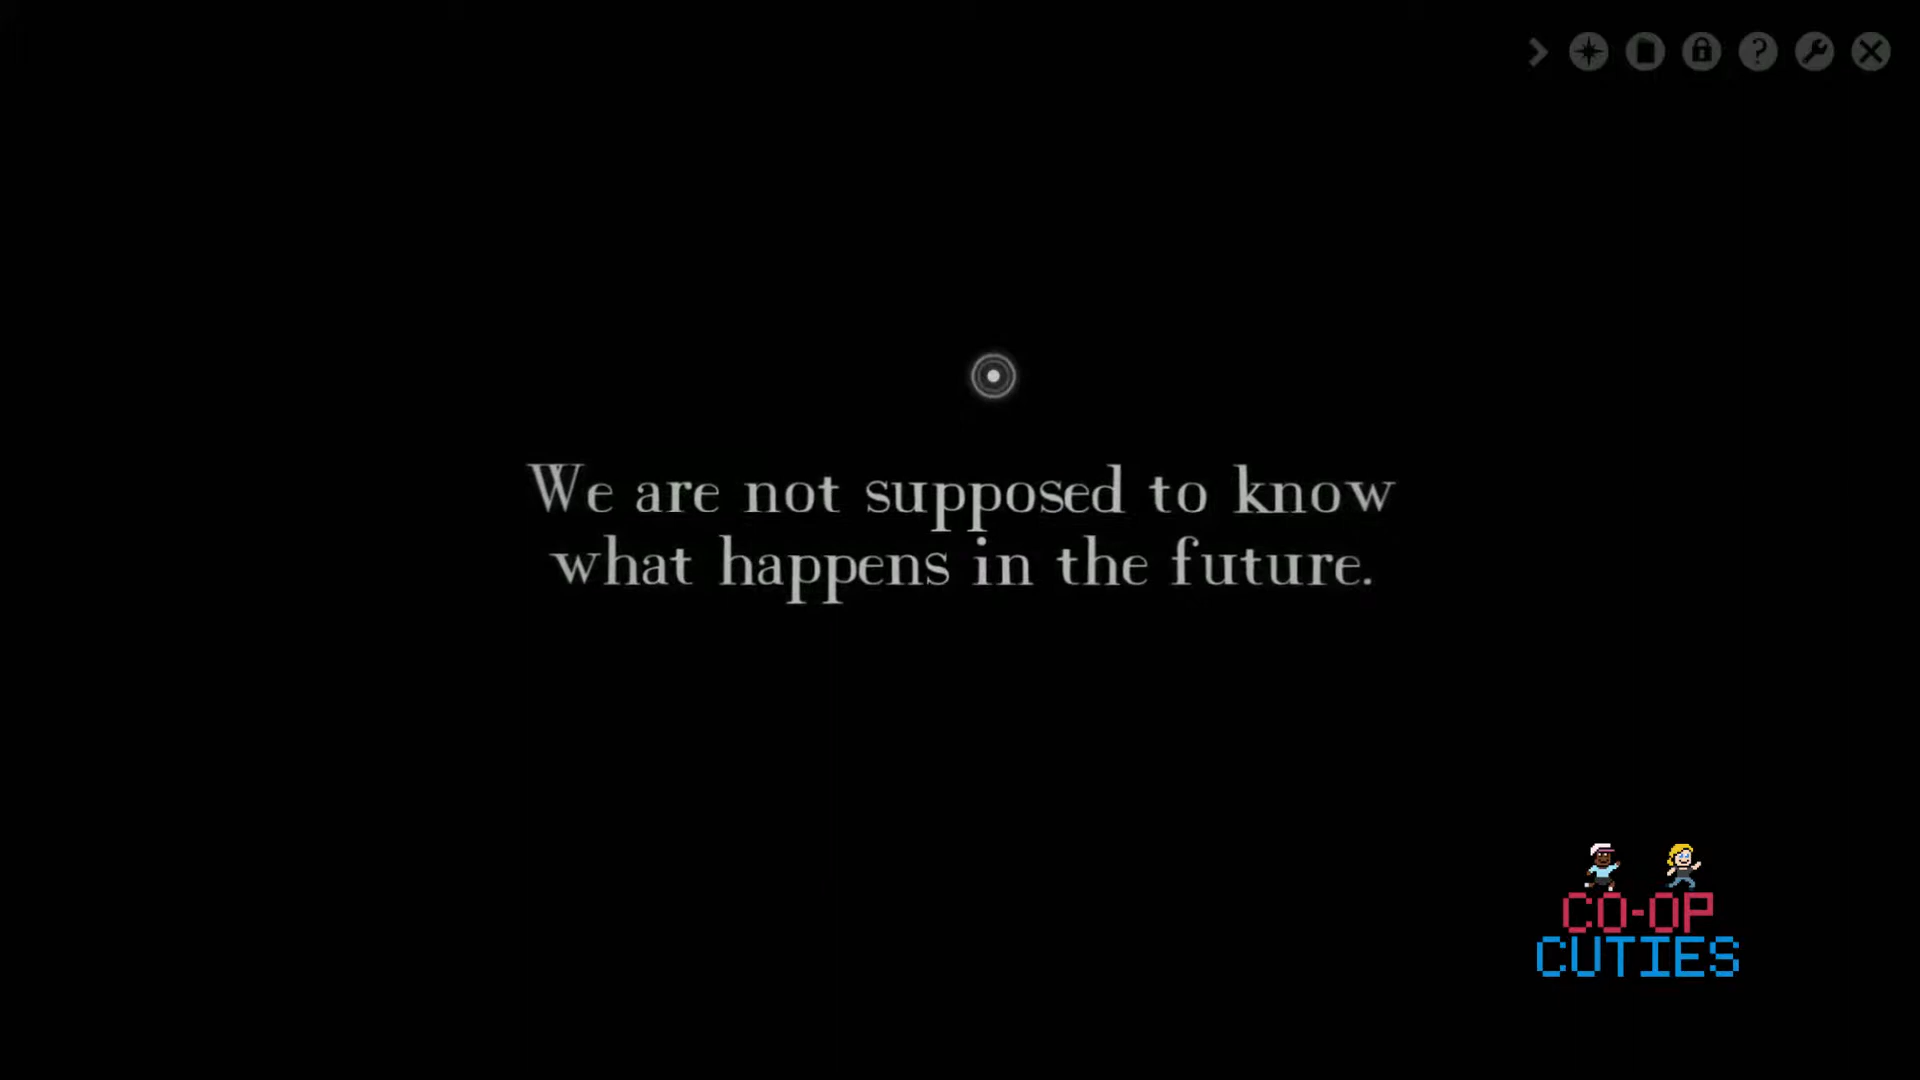 We are not supposed to know
what happens in the future.
CO-OP
CUTIES